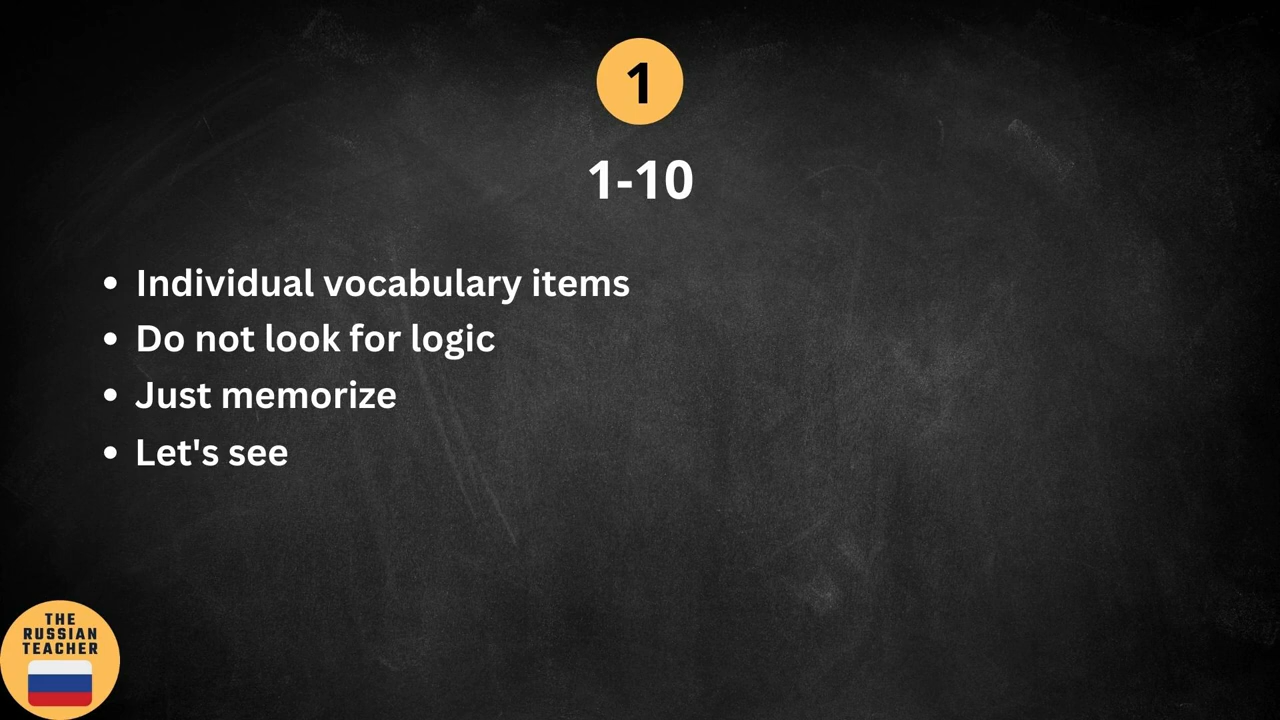 1
1-10
• Individual vocabulary items
• Do not look for logic
• Just memorize
• Let's see
THE
RUSSIAN
TEACHER